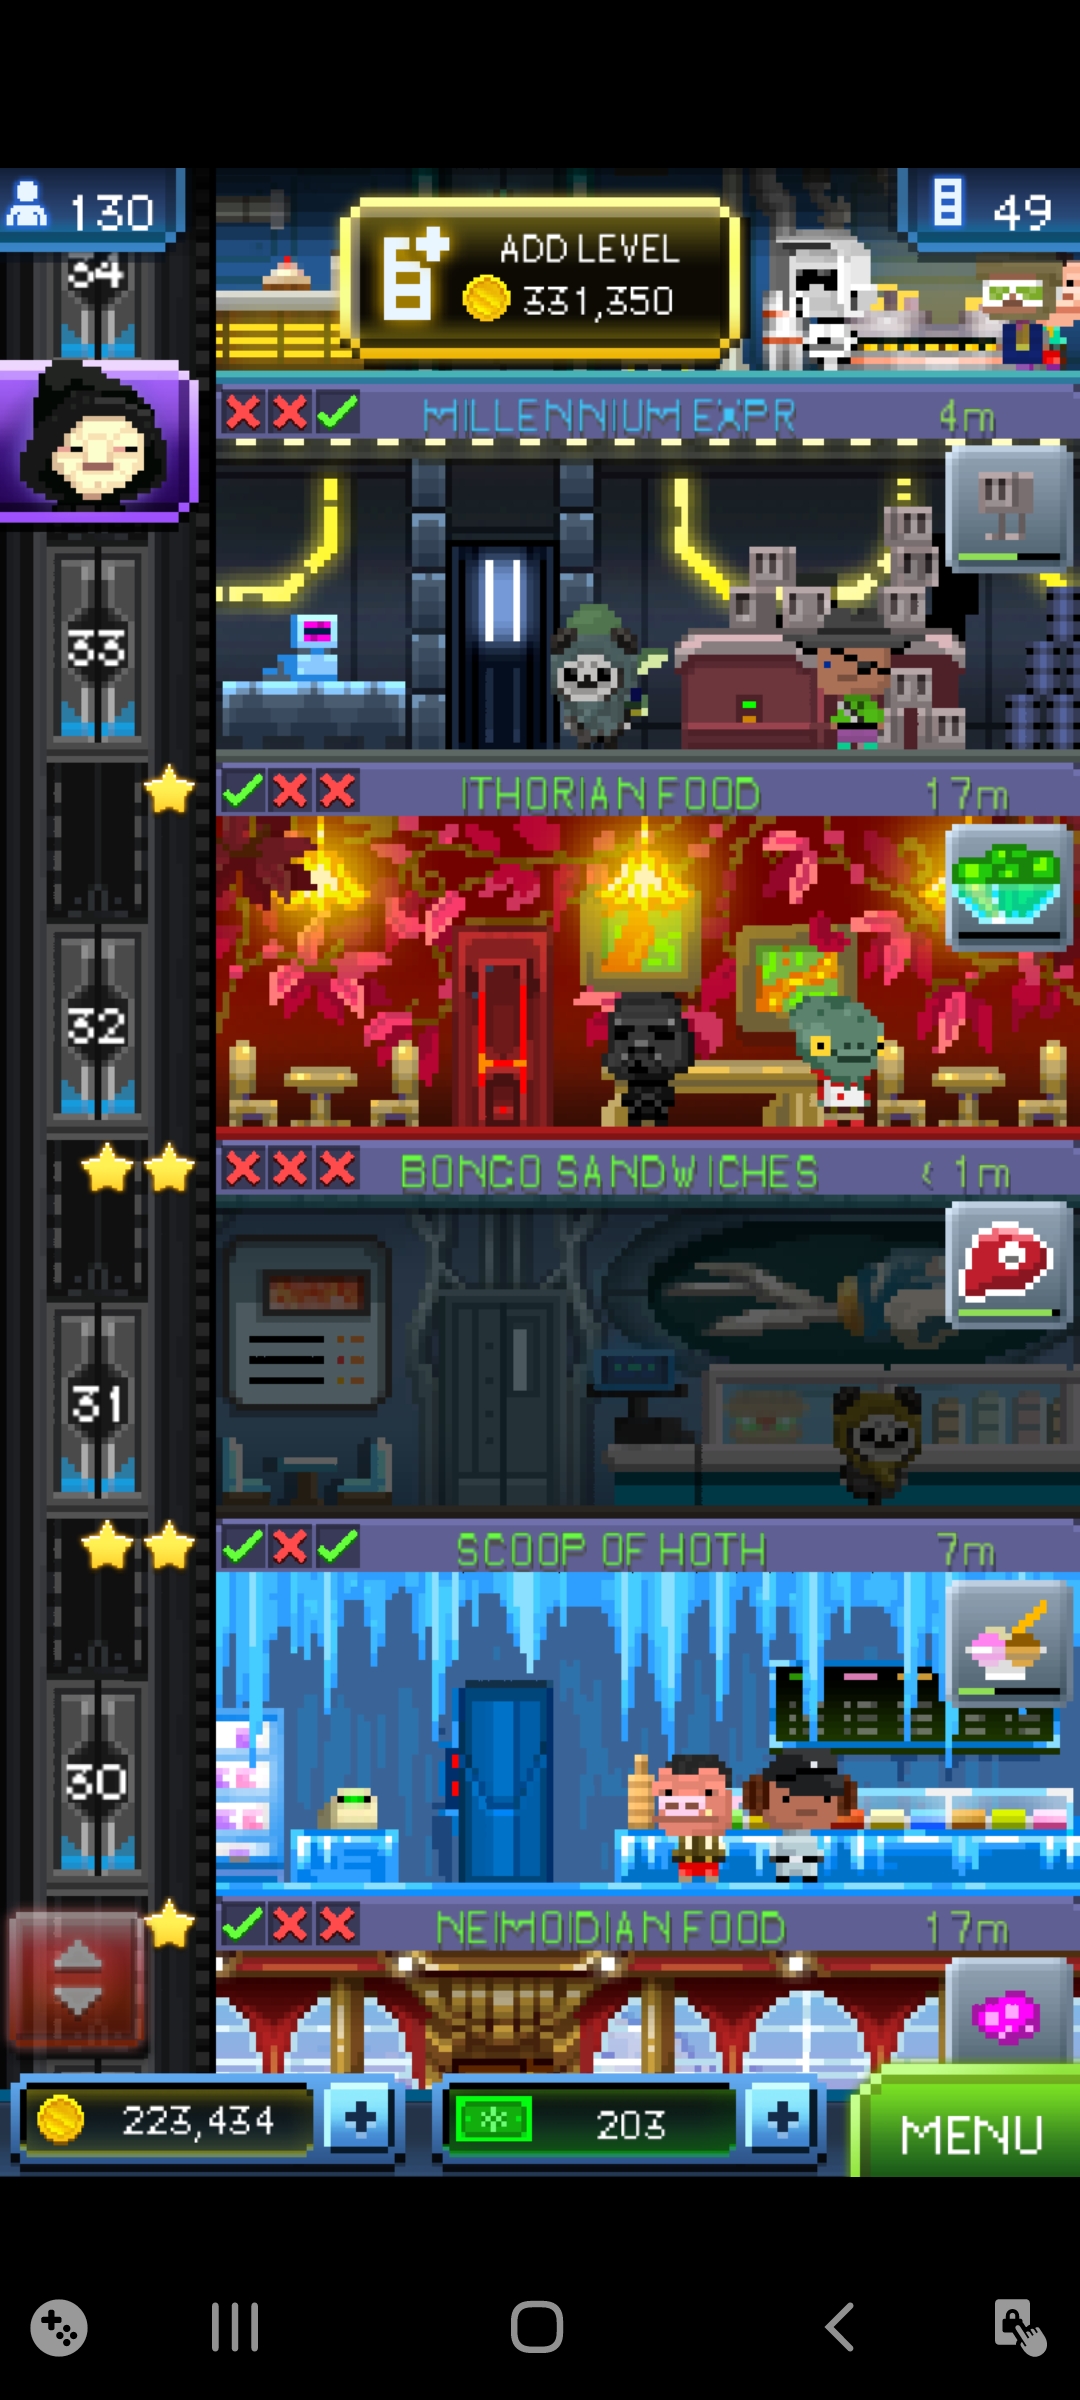 130
49
ADD LEVEL
331,350
34
MILLENNIUM EXPR
4m
33
ITHORIAN FOOD
17m
32
BONGO SANDWICHES
< 1m
31
SCOOP OF HOTH
7m
30
NEIMOIDIAN FOOD
17m
223,434
+
203
+
MENU